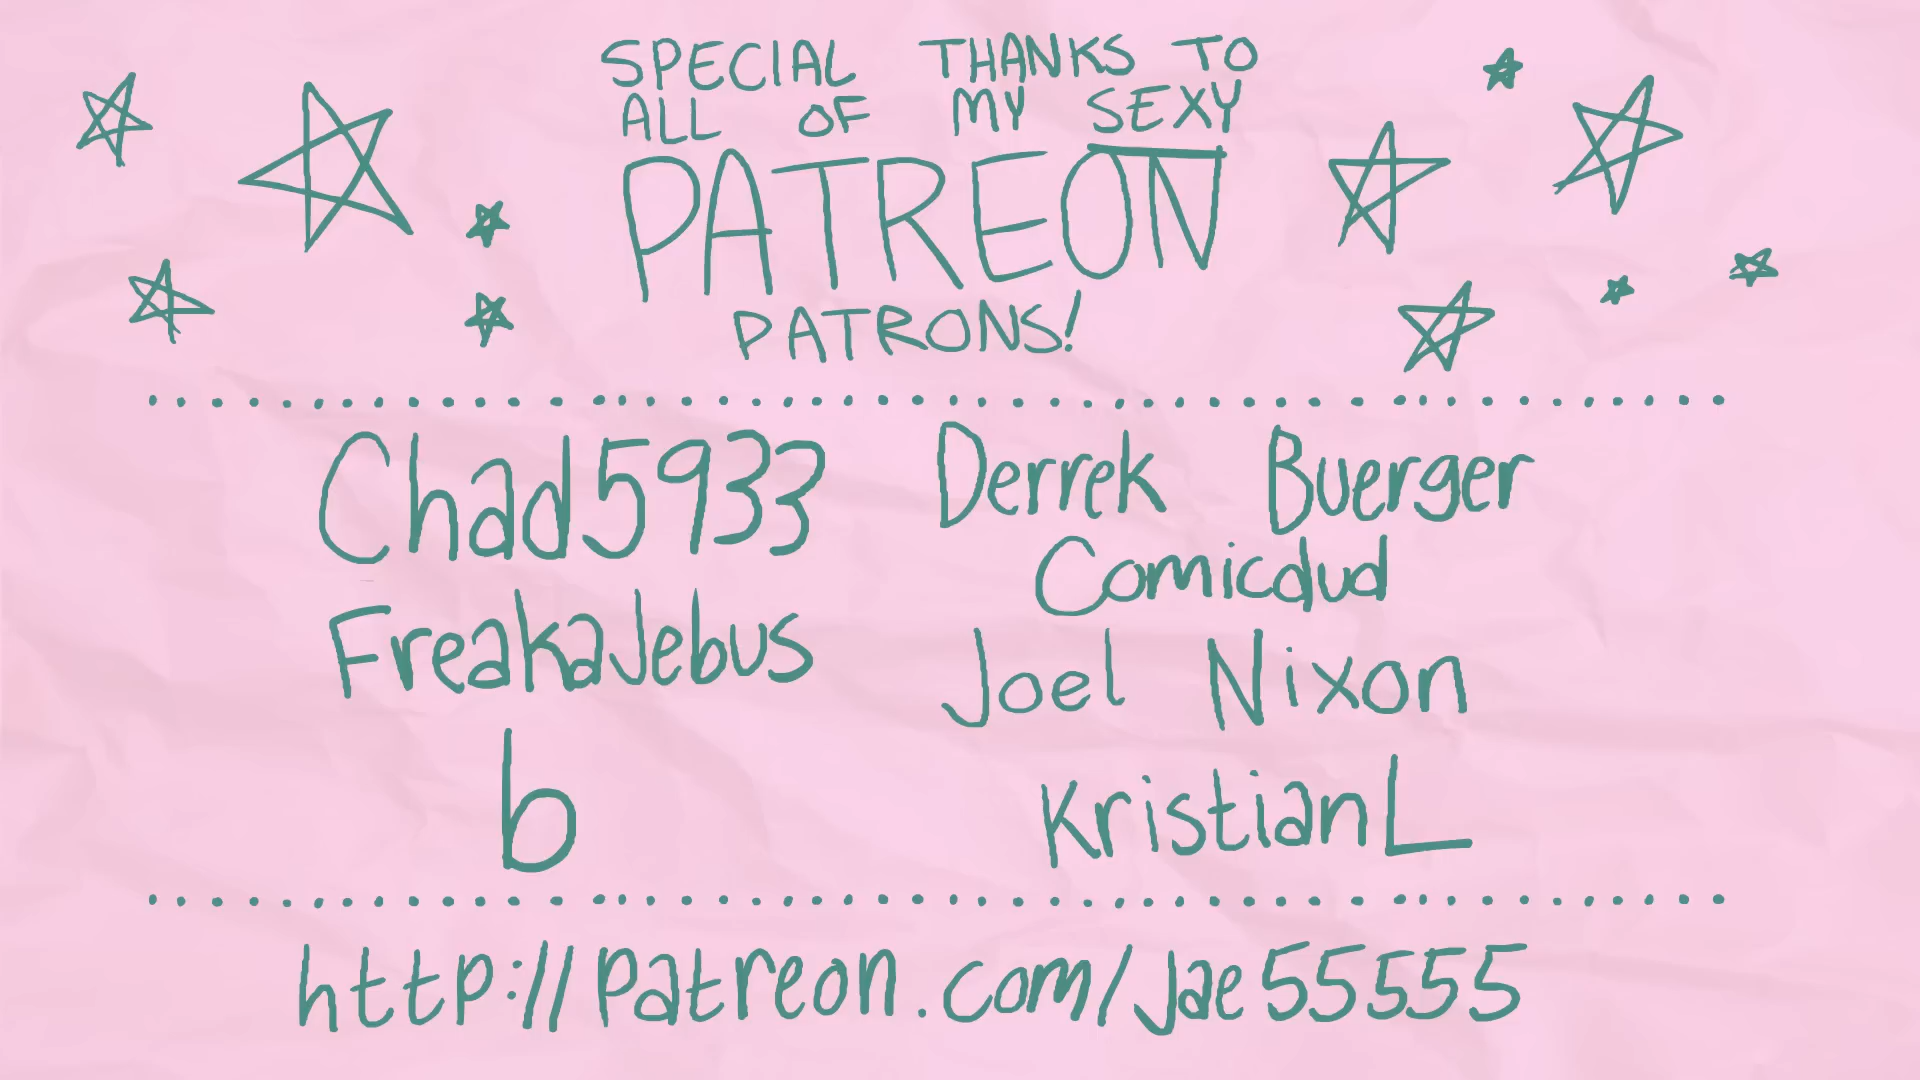 SPECIAL THANKS TO
ALL OF MY SEXY
PATREON
PATRONS!
Chad5933
FreakaJebus
b
Derrek Buerger
Comicdud
Joel Nixon
KristianL
http://patreon.com/jae55555